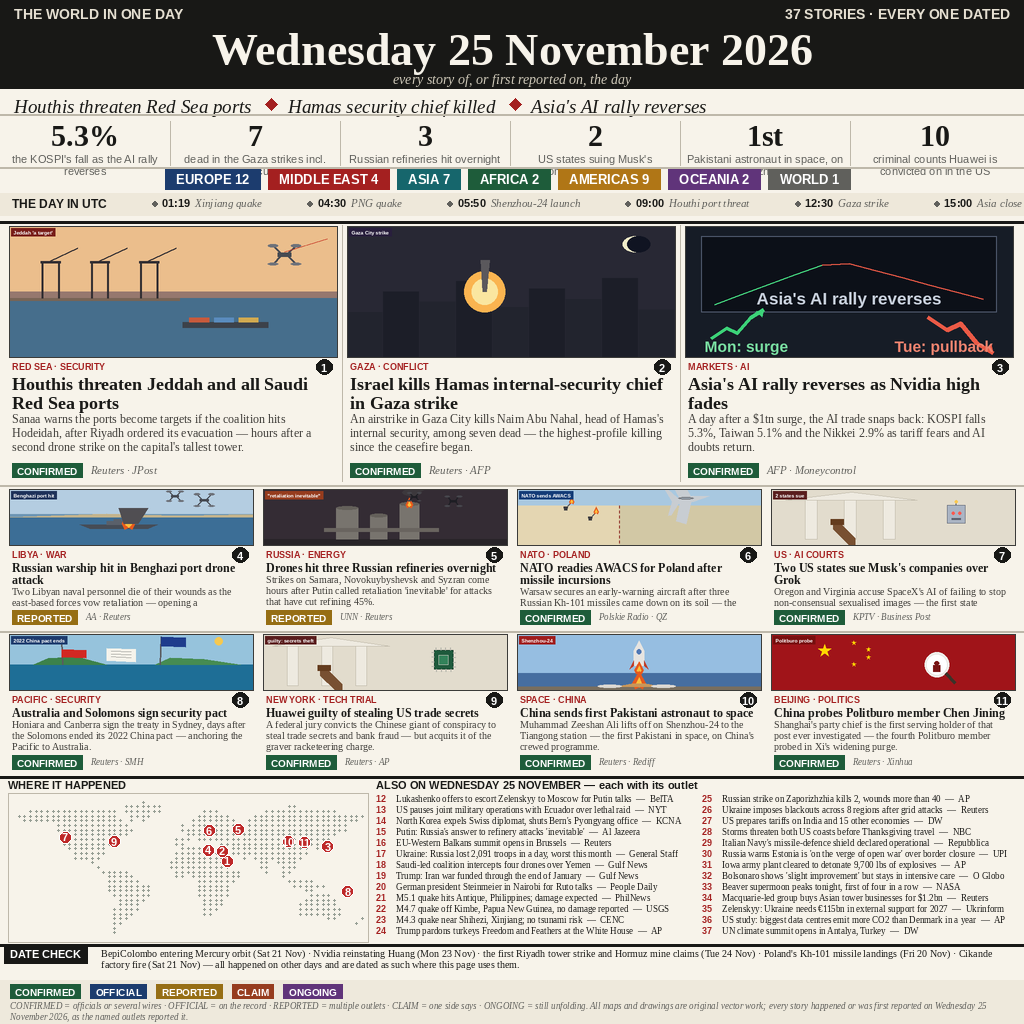 THE WORLD IN ONE DAY
37 STORIES · EVERY ONE DATED
Wednesday 25 November 2026
every story of, or first reported on, the day
Houthis threaten Red Sea ports ◆ Hamas security chief killed ◆ Asia's AI rally reverses
5.3%
the KOSPI's fall as the AI rally
reverses
7
dead in the Gaza strikes incl.
3
Russian refineries hit overnight
2
US states suing Musk's
1st
Pakistani astronaut in space, on
10
criminal counts Huawei is
convicted on in the US
EUROPE 12
MIDDLE EAST 4
ASIA 7
AFRICA 2
AMERICAS 9
OCEANIA 2
WORLD 1
THE DAY IN UTC
◆ 01:19 Xinjiang quake
◆ 04:30 PNG quake
◆ 05:50 Shenzhou-24 launch
◆ 09:00 Houthi port threat
◆ 12:30 Gaza strike
◆ 15:00 Asia close
Jeddah 'a target'
RED SEA · SECURITY
1
Houthis threaten Jeddah and all Saudi
Red Sea ports
Sanaa warns the ports become targets if the coalition hits
Hodeidah, after Riyadh ordered its evacuation — hours after a
second drone strike on the capital's tallest tower.
CONFIRMED Reuters · JPost
Gaza City strike
GAZA · CONFLICT
2
Israel kills Hamas internal-security chief
in Gaza strike
An airstrike in Gaza City kills Naim Abu Nahal, head of Hamas's
internal security, among seven dead — the highest-profile killing
since the ceasefire began.
CONFIRMED Reuters · AFP
Asia's AI rally reverses
Mon: surge
Tue: pullback
MARKETS · AI
3
Asia's AI rally reverses as Nvidia high
fades
A day after a $1tn surge, the AI trade snaps back: KOSPI falls
5.3%, Taiwan 5.1% and the Nikkei 2.9% as tariff fears and AI
doubts return.
CONFIRMED AFP · Moneycontrol
Benghazi port hit
LIBYA · WAR
4
Russian warship hit in Benghazi port drone
attack
Two Libyan naval personnel die of their wounds as the
east-based forces vow retaliation — opening a
REPORTED AA · Reuters
"retaliation inevitable"
RUSSIA · ENERGY
5
Drones hit three Russian refineries overnight
Strikes on Samara, Novokuybyshevsk and Syzran come
hours after Putin called retaliation 'inevitable' for attacks
that have cut refining 45%.
REPORTED UNN · Reuters
NATO sends AWACS
NATO · POLAND
6
NATO readies AWACS for Poland after
missile incursions
Warsaw secures an early-warning aircraft after three
Russian Kh-101 missiles came down on its soil — the
CONFIRMED Polskie Radio · QZ
2 states sue
US · AI COURTS
7
Two US states sue Musk's companies over
Grok
Oregon and Virginia accuse SpaceX's AI of failing to stop
non-consensual sexualised images — the first state
CONFIRMED KPTV · Business Post
2022 China pact ends
PACIFIC · SECURITY
8
Australia and Solomons sign security pact
Honiara and Canberra sign the treaty in Sydney, days after
the Solomons ended its 2022 China pact — anchoring the
Pacific to Australia.
CONFIRMED Reuters · SMH
guilty: secrets theft
NEW YORK · TECH TRIAL
9
Huawei guilty of stealing US trade secrets
A federal jury convicts the Chinese giant of conspiracy to
steal trade secrets and bank fraud — but acquits it of the
graver racketeering charge.
CONFIRMED Reuters · AP
Shenzhou-24
SPACE · CHINA
10
China sends first Pakistani astronaut to space
Muhammad Zeeshan Ali lifts off on Shenzhou-24 to the
Tiangong station — the first Pakistani in space, on China's
crewed programme.
CONFIRMED Reuters · Rediff
Politburo probe
BEIJING · POLITICS
11
China probes Politburo member Chen Jining
Shanghai's party chief is the first serving holder of that
post ever investigated — the fourth Politburo member
probed in Xi's widening purge.
CONFIRMED Reuters · Xinhua
WHERE IT HAPPENED
7
9
6
5
4
2
1
10
11
3
8
ALSO ON WEDNESDAY 25 NOVEMBER — each with its outlet
12 Lukashenko offers to escort Zelenskyy to Moscow for Putin talks — BelTA
13 US pauses joint military operations with Ecuador over lethal raid — NYT
14 North Korea expels Swiss diplomat, shuts Bern's Pyongyang office — KCNA
15 Putin: Russia's answer to refinery attacks 'inevitable' — Al Jazeera
16 EU-Western Balkans summit opens in Brussels — Reuters
17 Ukraine: Russia lost 2,091 troops in a day, worst this month — General Staff
18 Saudi-led coalition intercepts four drones over Yemen — Gulf News
19 Trump: Iran war funded through the end of January — Gulf News
20 German president Steinmeier in Nairobi for Ruto talks — People Daily
21 M5.1 quake hits Antique, Philippines; damage expected — PhilNews
22 M4.7 quake off Kimbe, Papua New Guinea, no damage reported — USGS
23 M4.3 quake near Shihezi, Xinjiang; no tsunami risk — CENC
24 Trump pardons turkeys Freedom and Feathers at the White House — AP
25 Russian strike on Zaporizhzhia kills 2, wounds more than 40 — AP
26 Ukraine imposes blackouts across 8 regions after grid attacks — Reuters
27 US prepares tariffs on India and 15 other economies — DW
28 Storms threaten both US coasts before Thanksgiving travel — NBC
29 Italian Navy's missile-defence shield declared operational — Repubblica
30 Russia warns Estonia is 'on the verge of open war' over border closure — UPI
31 Iowa army plant cleared to detonate 9,700 lbs of explosives — AP
32 Bolsonaro shows 'slight improvement' but stays in intensive care — O Globo
33 Beaver supermoon peaks tonight, first of four in a row — NASA
34 Macquarie-led group buys Asian tower businesses for $1.2bn — Reuters
35 Zelenskyy: Ukraine needs €115bn in external support for 2027 — Ukrinform
36 US study: biggest data centres emit more CO2 than Denmark in a year — AP
37 UN climate summit opens in Antalya, Turkey — DW
DATE CHECK
BepiColombo entering Mercury orbit (Sat 21 Nov) · Nvidia reinstating Huang (Mon 23 Nov) · the first Riyadh tower strike and Hormuz mine claims (Tue 24 Nov) · Poland's Kh-101 missile landings (Fri 20 Nov) · Cikande
factory fire (Sat 21 Nov) — all happened on other days and are dated as such where this page uses them.
CONFIRMED
OFFICIAL
REPORTED
CLAIM
ONGOING
CONFIRMED = officials or several wires · OFFICIAL = on the record · REPORTED = multiple outlets · CLAIM = one side says · ONGOING = still unfolding. All maps and drawings are original vector work; every story happened or was first reported on Wednesday 25
November 2026, as the named outlets reported it.